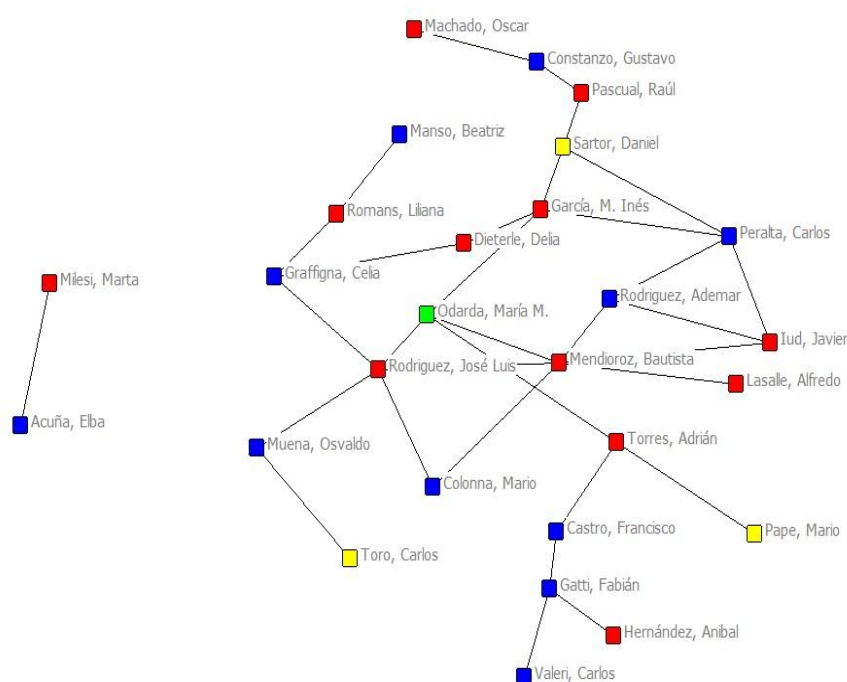 Machado, Oscar
Constanzo, Gustavo
Pascual, Raúl
Manso, Beatriz
Sartor, Daniel
Romans, Liliana
García, M. Inés
Peralta, Carlos
Dieterle, Delia
Graffigna, Celia
Milesi, Marta
Rodriguez, Ademar
Odarda, María M.
Iud, Javier
Mendioroz, Bautista
Rodriguez, José Luis
Lasalle, Alfredo
Acuña, Elba
Torres, Adrián
Muena, Osvaldo
Colonna, Mario
Castro, Francisco
Pape, Mario
Toro, Carlos
Gatti, Fabián
Hernández, Anibal
Valeri, Carlos